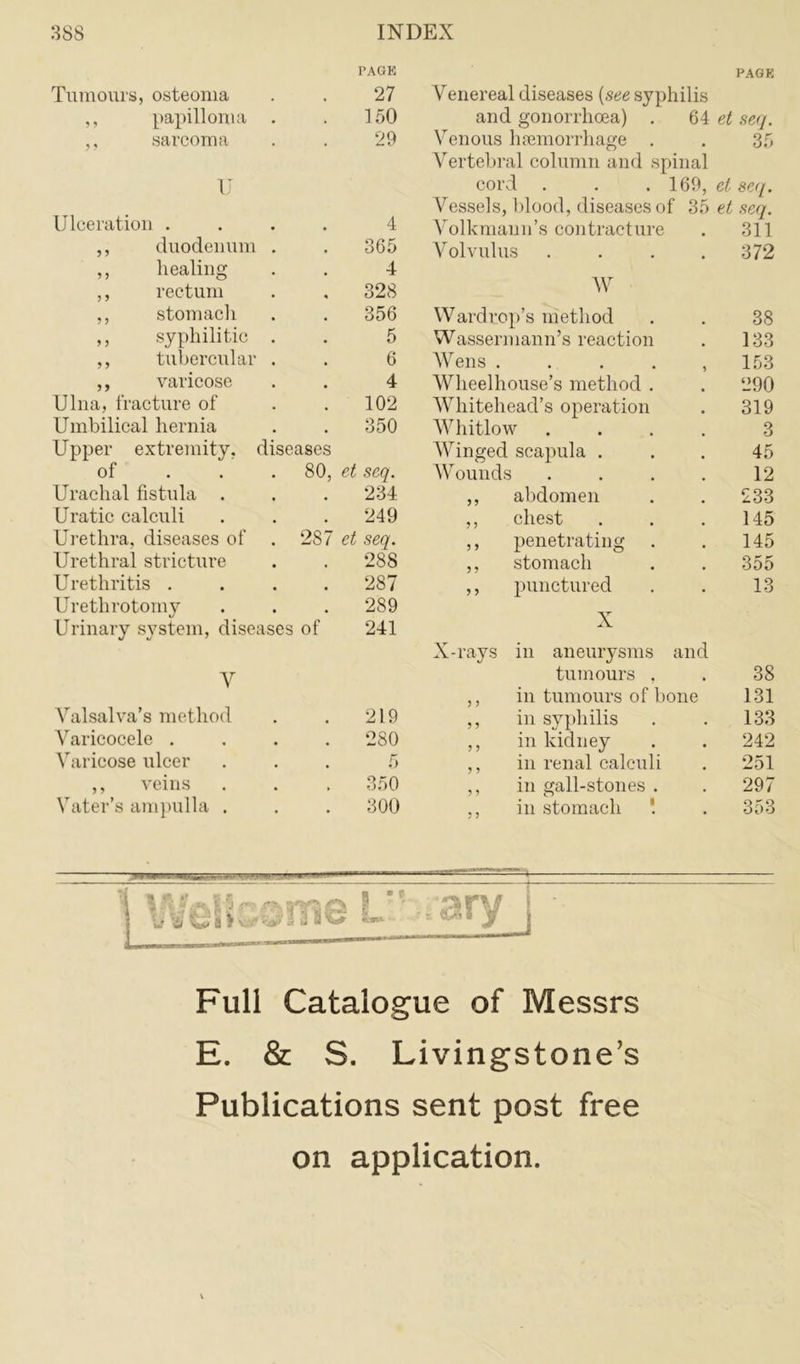 388 INDEX
PAGE
Tumours, osteoma . . 27
,, papilloma . . 150
,, sarcoma . . 29
U
Ulceration . . . . 4
,, duodenum . . 365
,, healing . . 4
,, rectum . . 328
,, stomach . . 356
,, syphilitic . . 5
,, tubercular . . 6
,, varicose . . 4
Ulna, fracture of . . 102
Umbilical hernia . . 350
Upper extremity, diseases
of . . . 80, et seq.
Urachal fistula . . . 234
Uratic calculi . . . 249
Urethra, diseases of . 287 et seq.
Urethral stricture . . 288
Urethritis . . . . 287
Urethrotomy . . . 289
Urinary system, diseases of 241
V
Valsalva's method . . 219
Varicocele . . . . 280
Varicose ulcer . . . 5
,, veins . . . 350
Vater's ampulla . . . 300
PAGE
Venereal diseases (see syphilis
and gonorrhœa) . 64 et seq.
Venous hæmorrhage . . 35
Vertebral column and spinal
cord . . . 169, et seq.
Vessels, blood, diseases of 35 et seq.
Volkmann's contracture . 311
Volvulus . . . . 372
W
Wardrop's method . . 38
Wassermann's reaction . 133
Wens . . . . , 153
Wheelhouse's method . . 290
Whitehead's operation . 319
Whitlow . . . . 3
Winged scapula . . . 45
Wounds . . . . 12
,, abdomen . . 233
,, chest . . . 145
,, penetrating . . 145
,, stomach . . 355
,, punctured . . 13
X
X-rays in aneurysms and
tumours . . 38
,, in tumours of bone 131
,, in syphilis . . 133
,, in kidney . . 242
,, in renal calculi . 251
,, in gall-stones . . 297
,, in stomach . . 353
Wellcome Library
Full Catalogue of Messrs
E. & S. Livingstone's
Publications sent post free
on application.